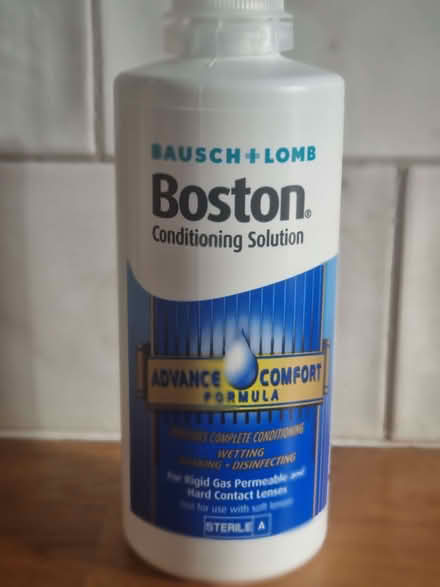 BAUSCH + LOMB
Boston®
Conditioning Solution
ADVANCE COMFORT
FORMULA
COMPLETE CONDITIONING
WETTING
• DISINFECTING
For Rigid Gas Permeable and
Hard Contact Lenses
Not for use with soft lenses
STERILE A